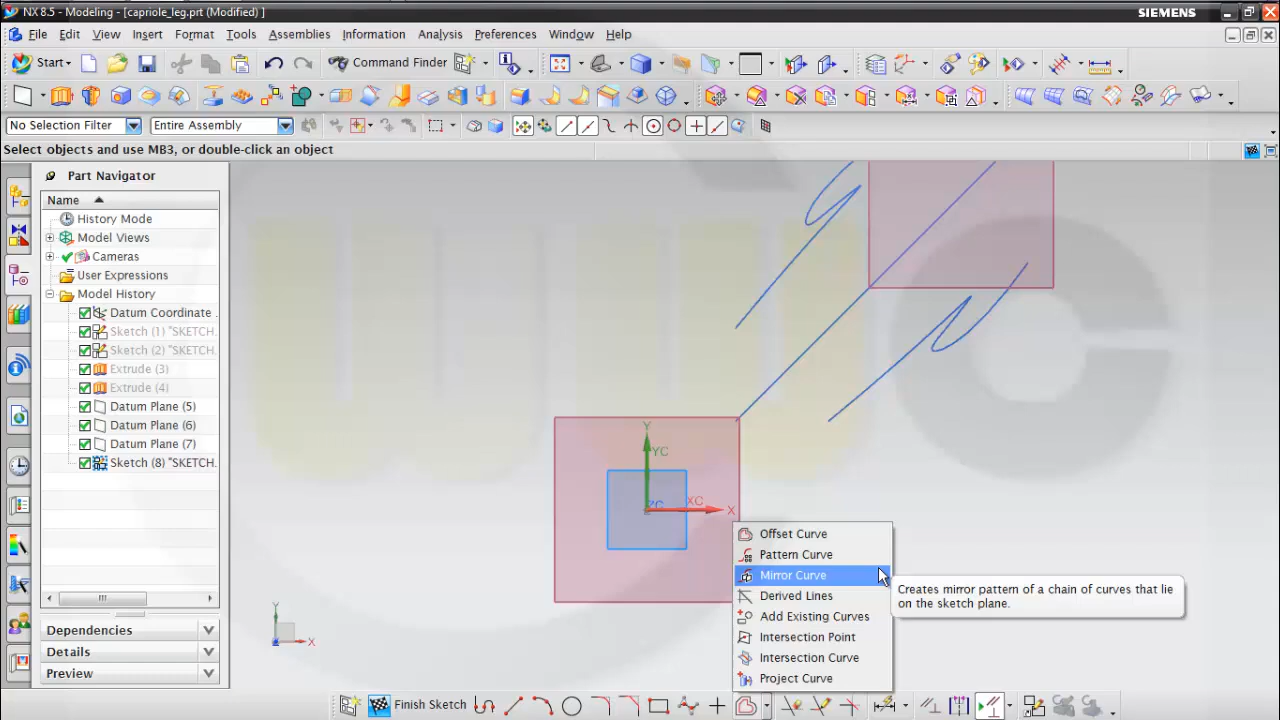 NX 8.5 - Modeling - [capriole_leg.prt (Modified) ]
SIEMENS
File Edit View Insert Format Tools Assemblies Information Analysis Preferences Window Help
Start
Command Finder
No Selection Filter
Entire Assembly
Select objects and use MB3, or double-click an object
Part Navigator
Name
History Mode
Model Views
Cameras
User Expressions
Model History
Datum Coordinate .
Sketch (1) "SKETCH.
Sketch (2) "SKETCH.
Extrude (3)
Extrude (4)
Datum Plane (5)
Datum Plane (6)
Datum Plane (7)
Sketch (8) "SKETCH.
Dependencies
Details
Preview
Y
YC
ZC
XC
X
Y
X
Offset Curve
Pattern Curve
Mirror Curve
Derived Lines
Add Existing Curves
Intersection Point
Intersection Curve
Project Curve
Creates mirror pattern of a chain of curves that lie
on the sketch plane.
Finish Sketch